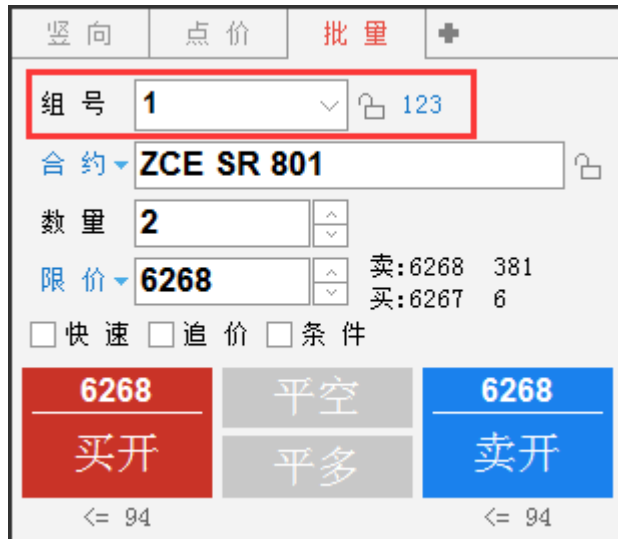 竖向 点价 批量
组号 1 123
合约 ZCE SR 801
数量 2
限价 6268 卖:6268 381
买:6267 6
快速 追价 条件
6268 平空 6268
买开 平多 卖开
<= 94 <= 94